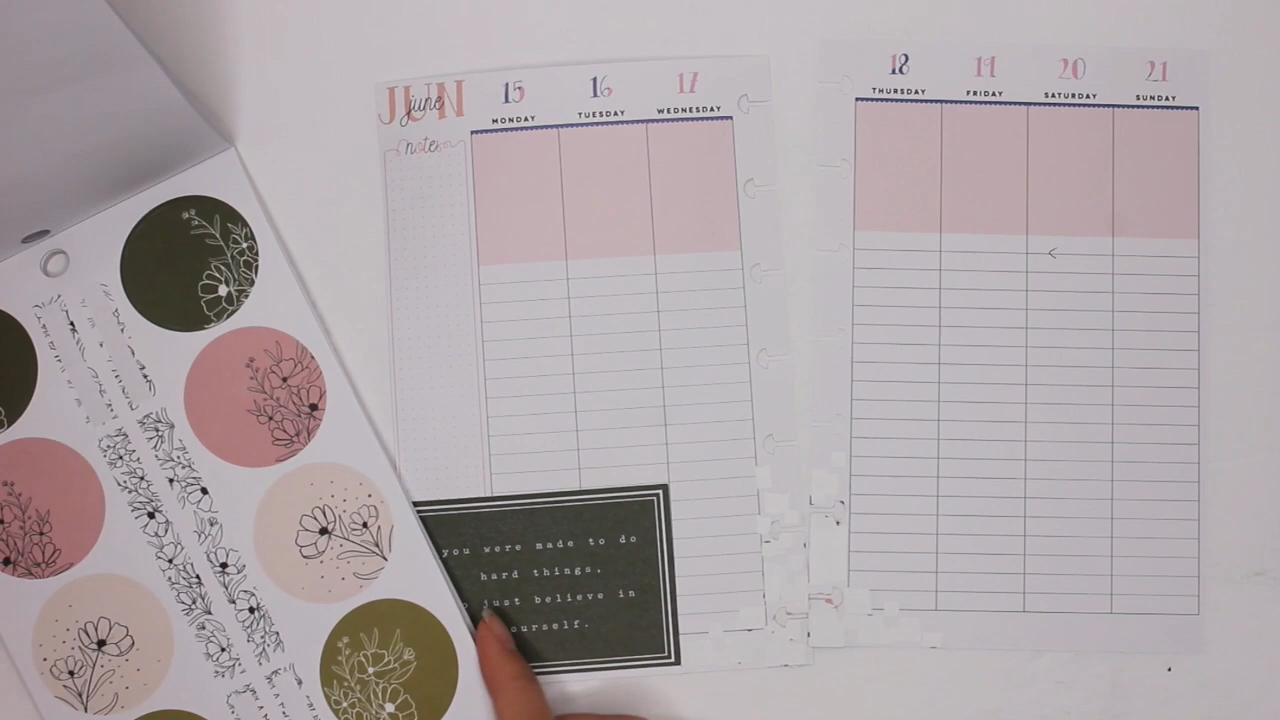 JUN
june
notes
15 16 17
MONDAY TUESDAY WEDNESDAY
18 19 20 21
THURSDAY FRIDAY SATURDAY SUNDAY
you were made to do
hard things,
just believe in